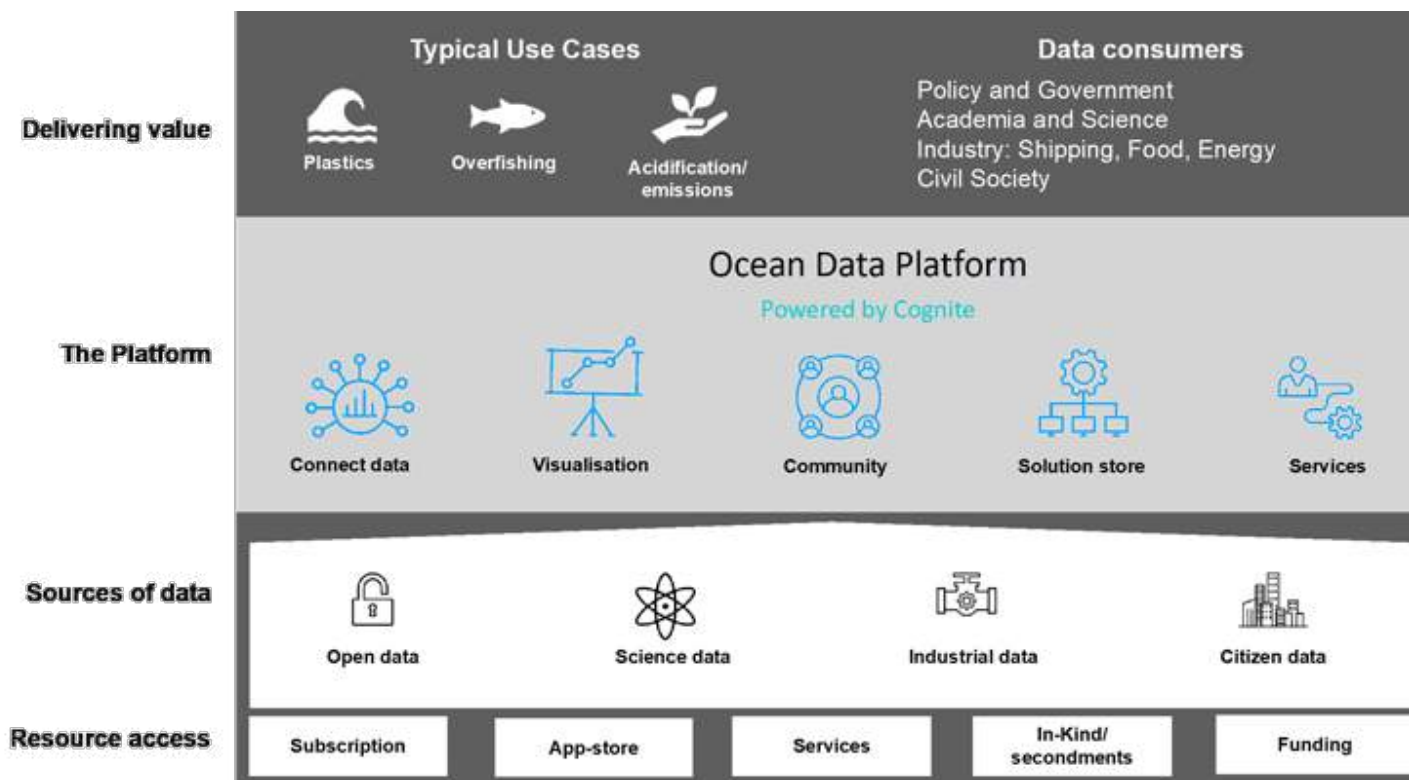 Typical Use Cases
Data consumers
Delivering value
Plastics
Overfishing
Acidification/
emissions
Policy and Government
Academia and Science
Industry: Shipping, Food, Energy
Civil Society
The Platform
Ocean Data Platform
Powered by Cognite
Connect data
Visualisation
Community
Solution store
Services
Sources of data
Open data
Science data
Industrial data
Citizen data
Resource access
Subscription
App-store
Services
In-Kind/
secondments
Funding